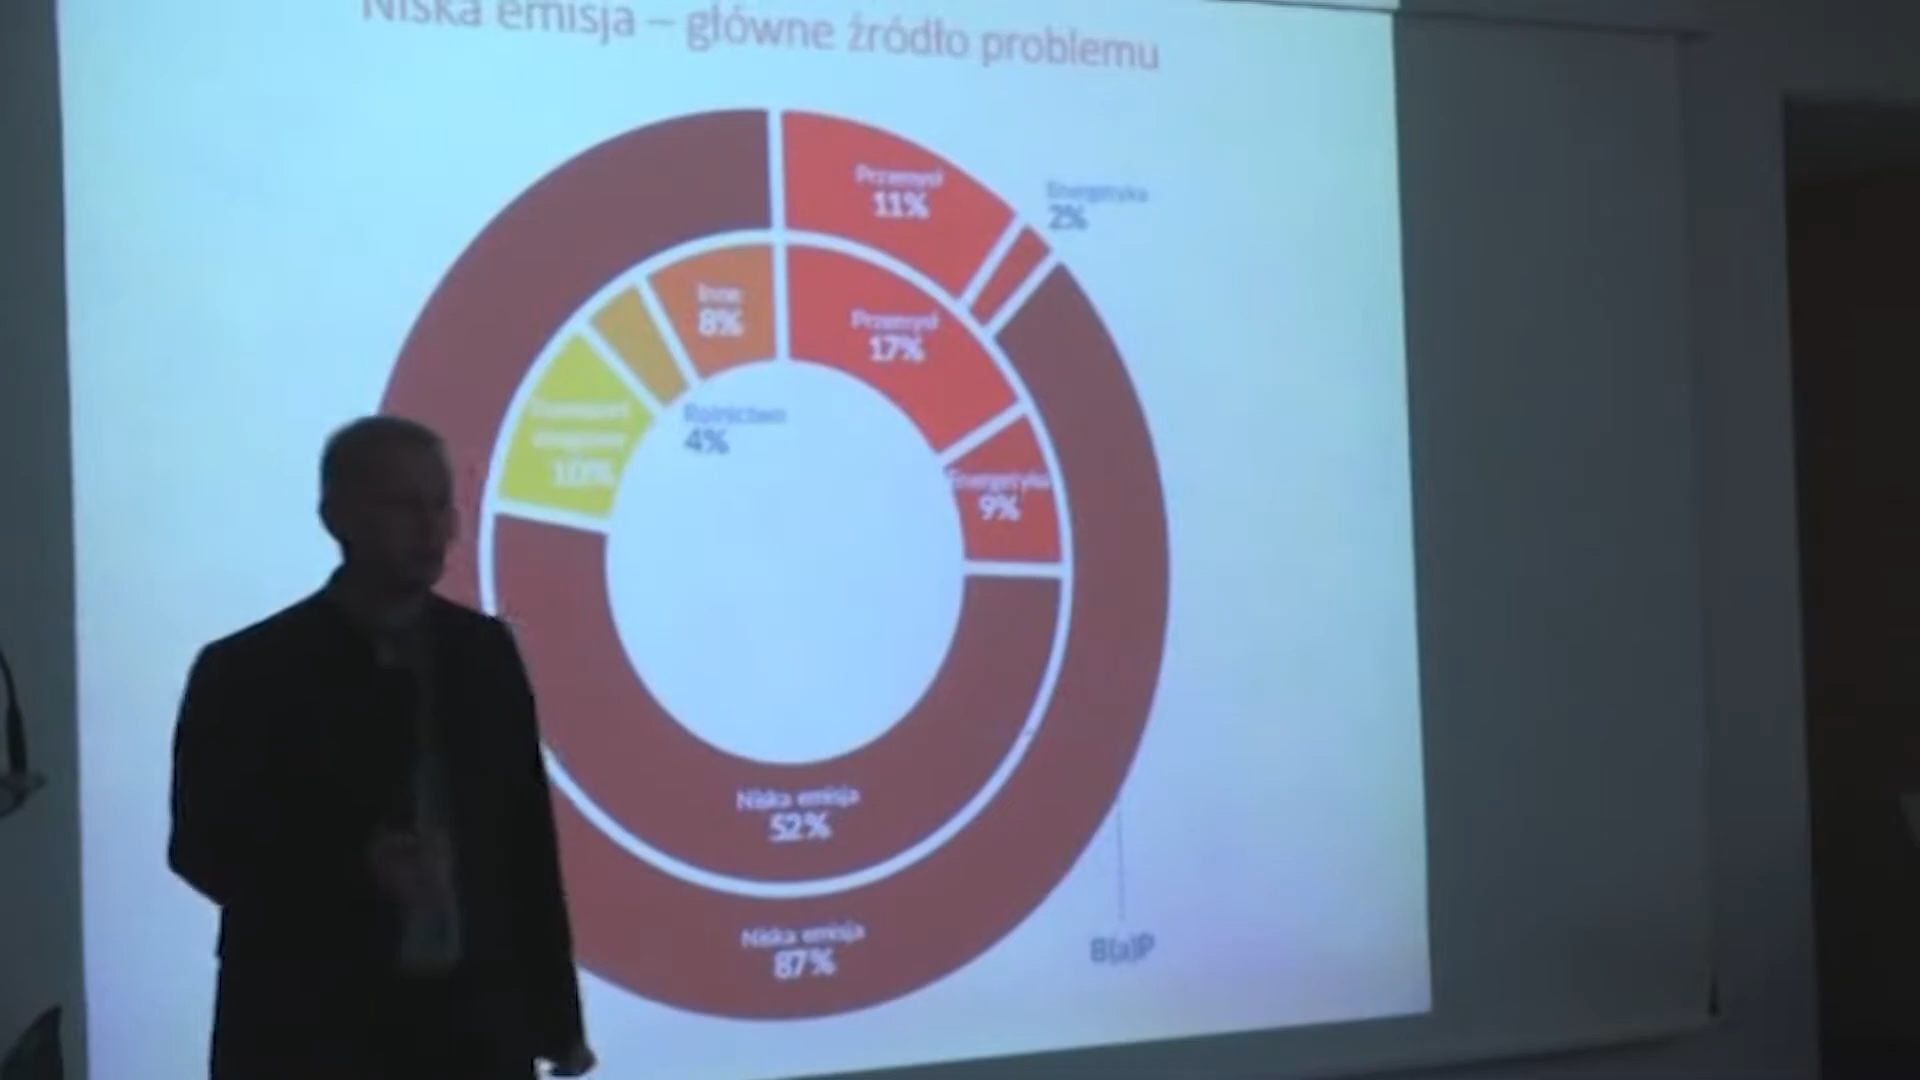 Niska emisja – główne źródło problemu
Przemysł
11%
Energetyka
2%
Inne
8%
Przemysł
17%
Transport
10%
Rolnictwo
4%
Energetyka
9%
Niska emisja
52%
Niska emisja
87%
B(a)P